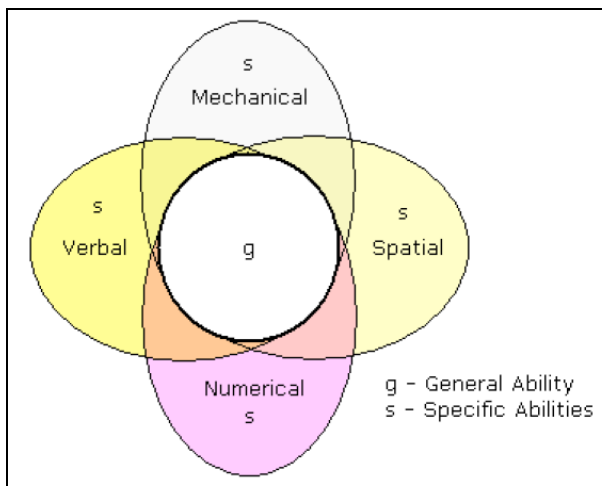 s
Mechanical
s
Verbal
g
s
Spatial
Numerical
s
g - General Ability
s - Specific Abilities